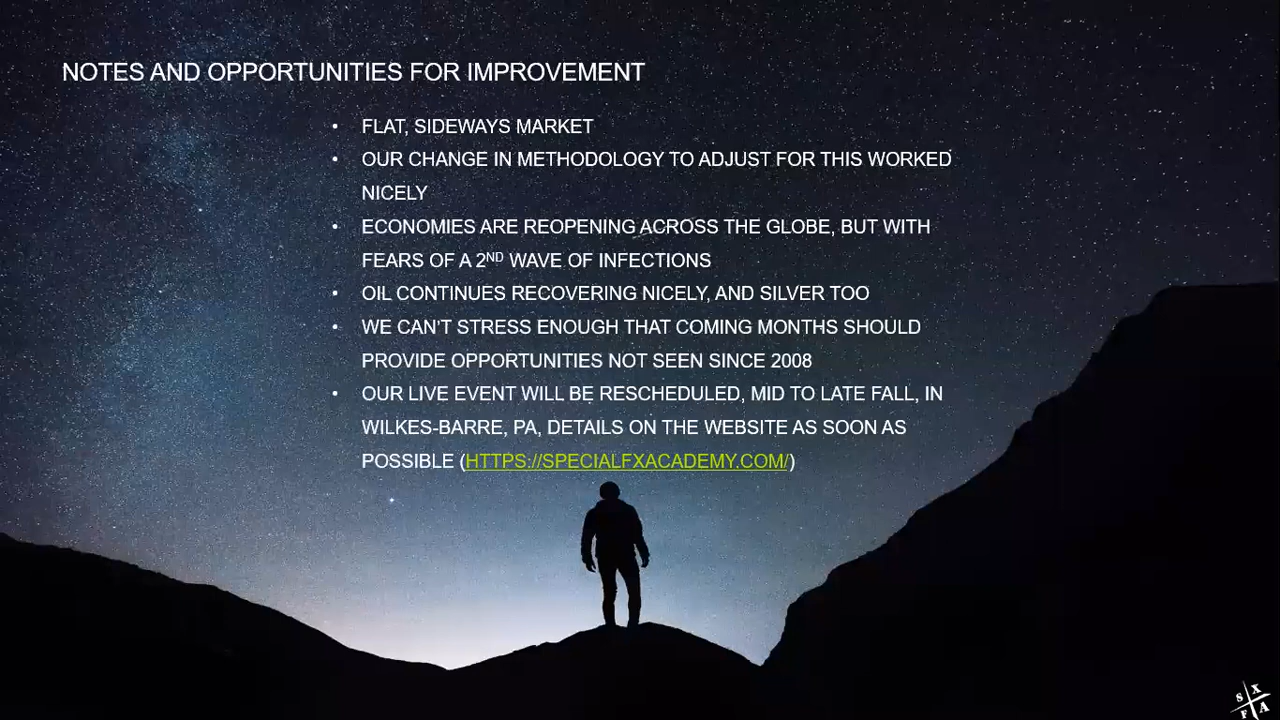 NOTES AND OPPORTUNITIES FOR IMPROVEMENT
• FLAT, SIDEWAYS MARKET
• OUR CHANGE IN METHODOLOGY TO ADJUST FOR THIS WORKED
NICELY
• ECONOMIES ARE REOPENING ACROSS THE GLOBE, BUT WITH
FEARS OF A 2ND WAVE OF INFECTIONS
• OIL CONTINUES RECOVERING NICELY, AND SILVER TOO
• WE CAN'T STRESS ENOUGH THAT COMING MONTHS SHOULD
PROVIDE OPPORTUNITIES NOT SEEN SINCE 2008
• OUR LIVE EVENT WILL BE RESCHEDULED, MID TO LATE FALL, IN
WILKES-BARRE, PA, DETAILS ON THE WEBSITE AS SOON AS
POSSIBLE (HTTPS://SPECIALFXACADEMY.COM/)
S X
F A